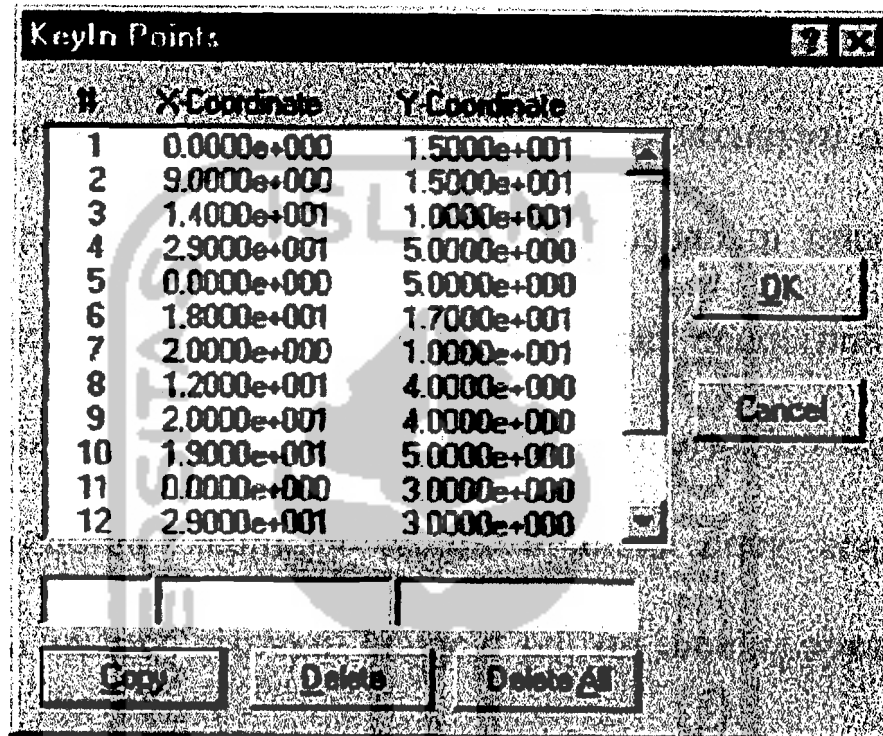 KeyIn Points
# X-Coordinate Y-Coordinate
1 0.0000e+000 1.5000e+001
2 9.0000e+000 1.5000e+001
3 1.4000e+001 1.0000e+001
4 2.9000e+001 5.0000e+000
5 0.0000e+000 5.0000e+000
6 1.8000e+001 1.7000e+001
7 2.0000e+000 1.0000e+001
8 1.2000e+001 4.0000e+000
9 2.0000e+001 4.0000e+000
10 1.9000e+001 5.0000e+000
11 0.0000e+000 3.0000e+000
12 2.9000e+001 3.0000e+000
OK
Cancel
Copy Delete Delete All
ISLAM